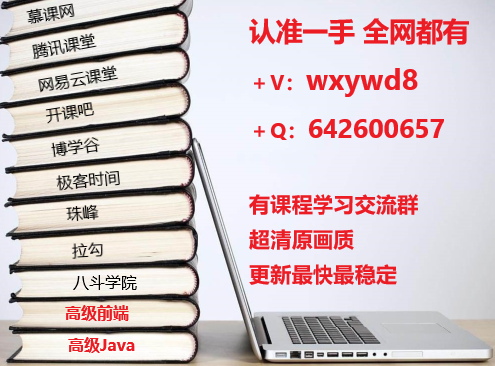 慕课网
腾讯课堂
网易云课堂
开课吧
博学谷
极客时间
珠峰
拉勾
八斗学院
高级前端
高级Java
认准一手 全网都有
+V：wxywd8
+Q：642600657
有课程学习交流群
超清原画质
更新最快最稳定